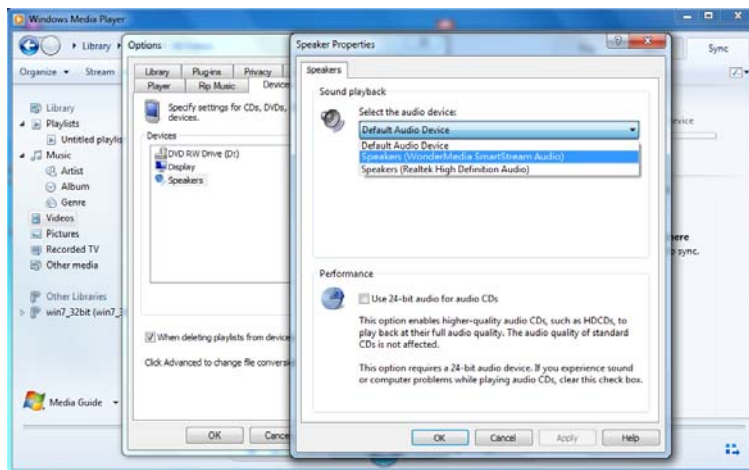 Windows Media Player
Library
Sync
Organize
Stream
Library
Playlists
Untitled playlis
Music
Artist
Album
Genre
Videos
Pictures
Recorded TV
Other media
Other Libraries
win7_32bit (win7_3
Media Guide
Options
Library Plug-ins Privacy
Player Rip Music Device
Specify settings for CDs, DVDs,
devices.
Devices
DVD RW Drive (D:)
Display
Speakers
When deleting playlists from device
Click Advanced to change file conversi
OK Cance
Speaker Properties
Speakers
Sound playback
Select the audio device:
Default Audio Device
Default Audio Device
Speakers (WonderMedia SmartStream Audio)
Speakers (Realtek High Definition Audio)
Performance
Use 24-bit audio for audio CDs
This option enables higher-quality audio CDs, such as HDCDs, to
play back at their full audio quality. The audio quality of standard
CDs is not affected.
This option requires a 24-bit audio device. If you experience sound
or computer problems while playing audio CDs, clear this check box.
OK Cancel Apply Help
evice
here
o sync.